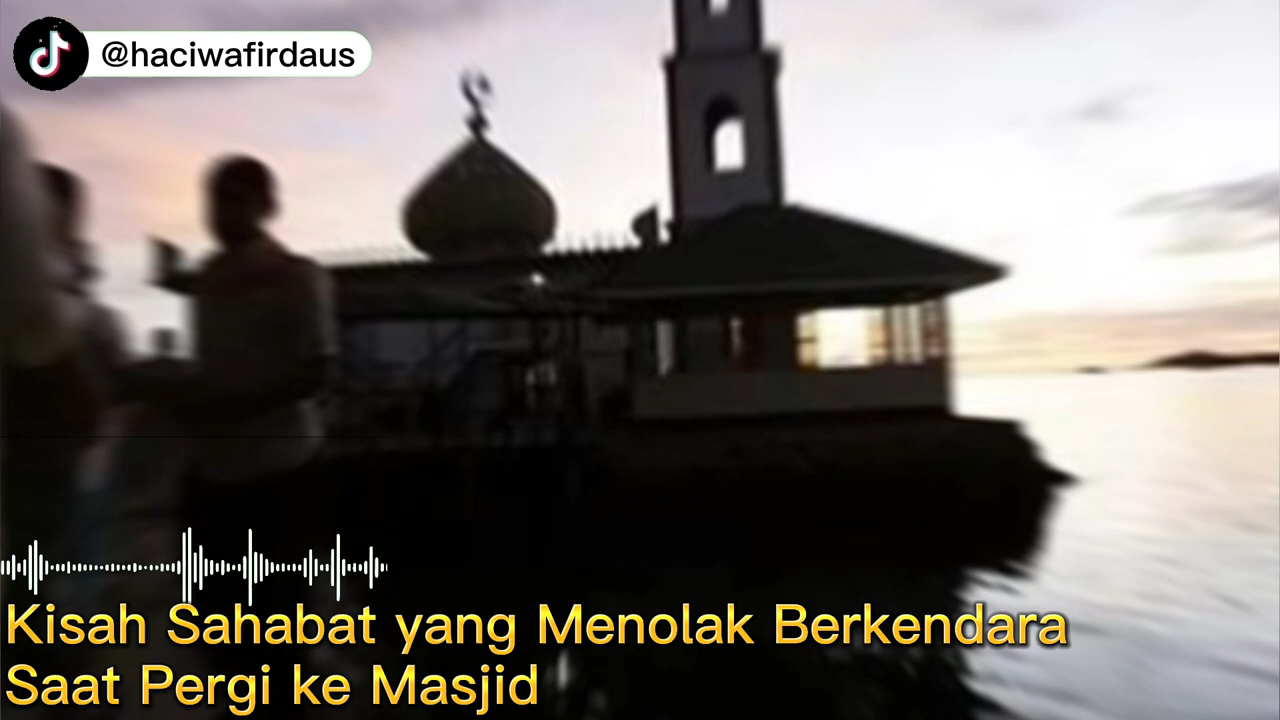 @haciwafirdaus
Kisah Sahabat yang Menolak Berkendara
Saat Pergi ke Masjid